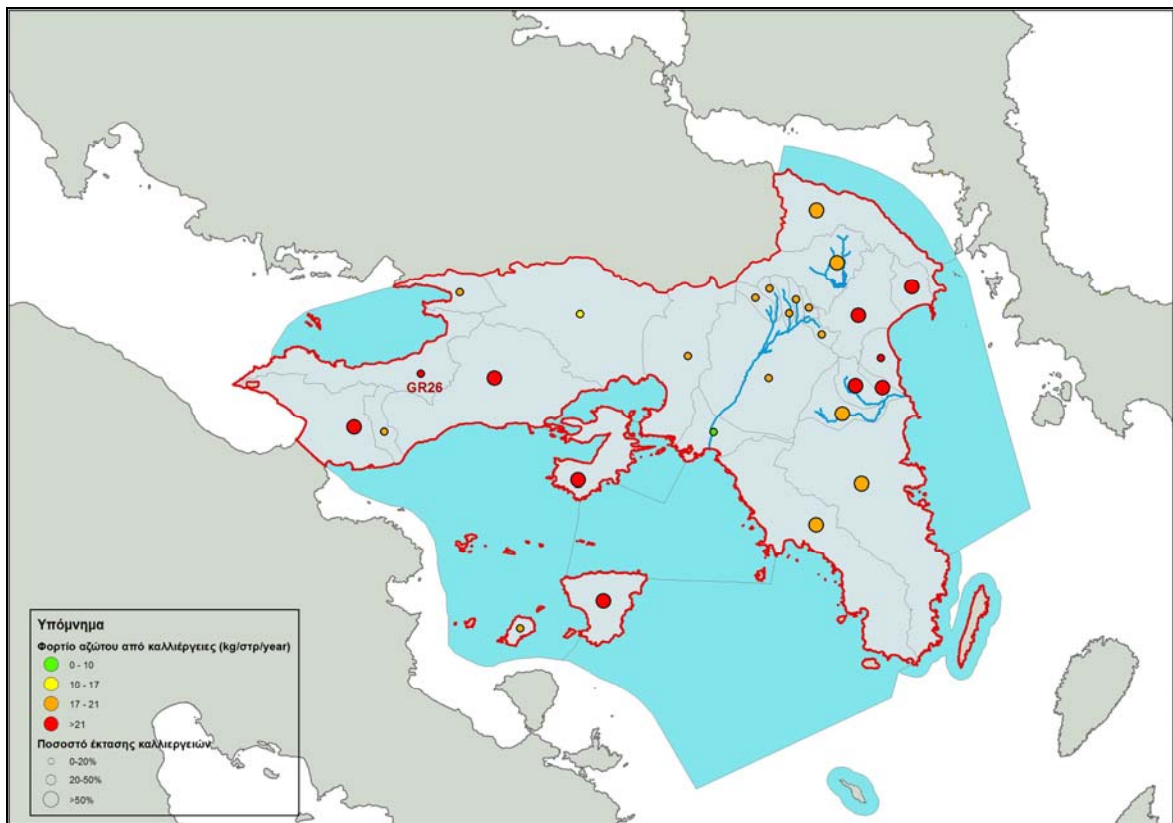 GR26
Υπόμνημα
Φορτίο αζώτου από καλλιέργειες (kg/στρ/year)
0 - 10
10 - 17
17 - 21
>21
Ποσοστό έκτασης καλλιεργειών
0-20%
20-50%
>50%